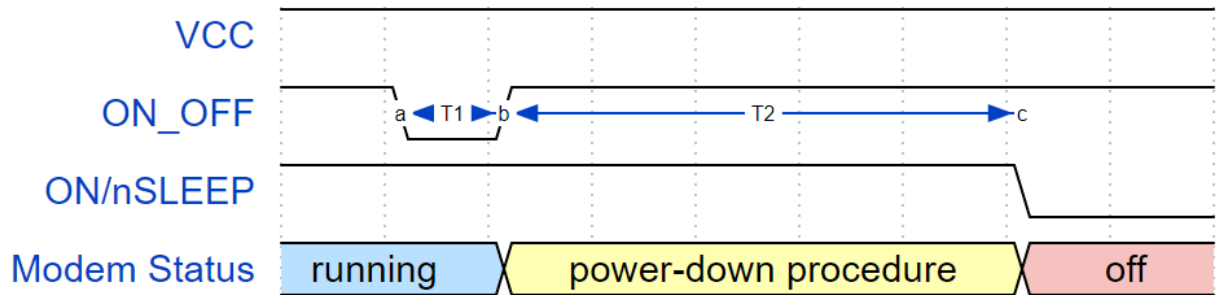 VCC
ON_OFF a T1 b T2 c
ON/nSLEEP
Modem Status running power-down procedure off